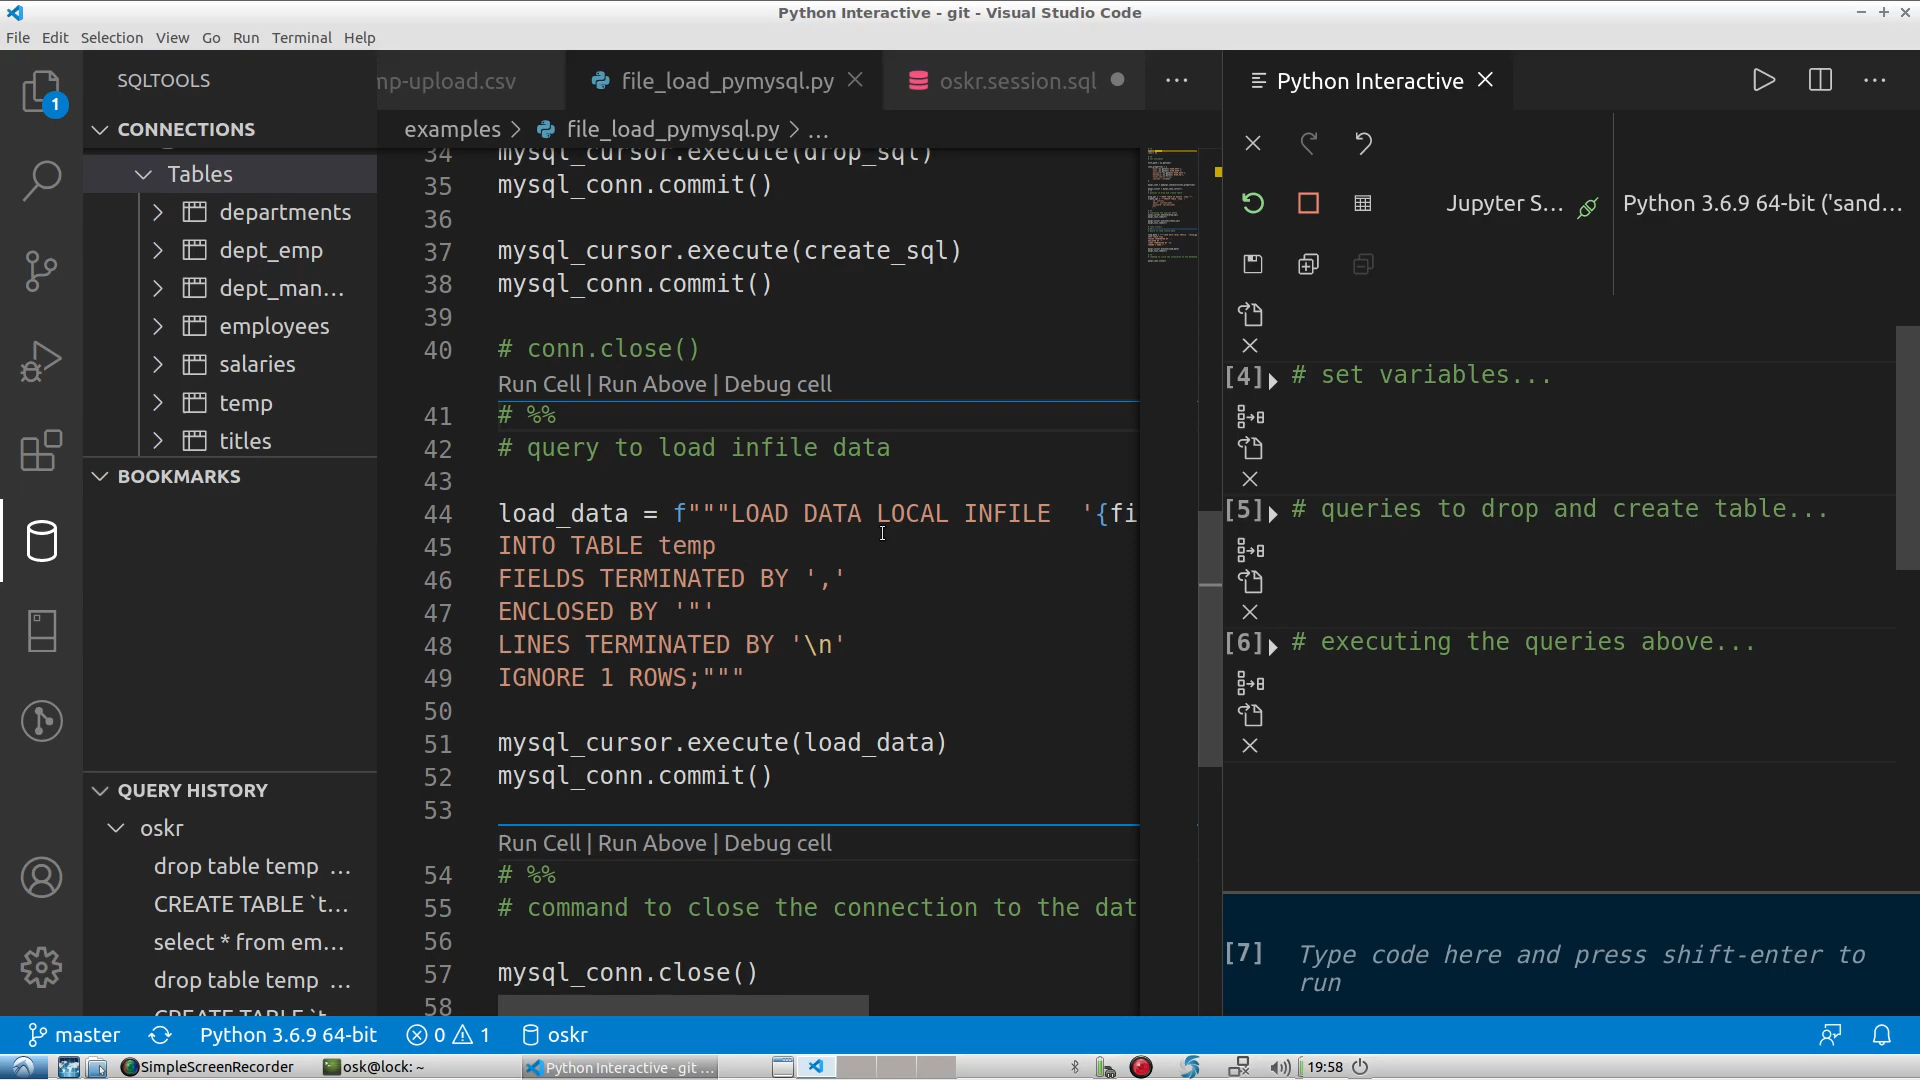 Python Interactive - git - Visual Studio Code
File Edit Selection View Go Run Terminal Help
1
SQLTOOLS
CONNECTIONS
Tables
departments
dept_emp
dept_man...
employees
salaries
temp
titles
BOOKMARKS
QUERY HISTORY
oskr
drop table temp ...
CREATE TABLE `t...
select * from em...
drop table temp ...
CREATE TABLE `t...
mp-upload.csv
file_load_pymysql.py
oskr.session.sql
examples > file_load_pymysql.py > ...
34 mysql_cursor.execute(drop_sql)
35 mysql_conn.commit()
36
37 mysql_cursor.execute(create_sql)
38 mysql_conn.commit()
39
40 # conn.close()
Run Cell | Run Above | Debug cell
41 # %%
42 # query to load infile data
43
44 load_data = f"""LOAD DATA LOCAL INFILE  '{fi
45 INTO TABLE temp
46 FIELDS TERMINATED BY ','
47 ENCLOSED BY '"'
48 LINES TERMINATED BY '\n'
49 IGNORE 1 ROWS;"""
50
51 mysql_cursor.execute(load_data)
52 mysql_conn.commit()
53
Run Cell | Run Above | Debug cell
54 # %%
55 # command to close the connection to the dat
56
57 mysql_conn.close()
58
Python Interactive
Jupyter S... Python 3.6.9 64-bit ('sand...
[4] # set variables...
[5] # queries to drop and create table...
[6] # executing the queries above...
[7] Type code here and press shift-enter to
run
master Python 3.6.9 64-bit 0 1 oskr
SimpleScreenRecorder osk@lock: ~ Python Interactive - git ... 19:58